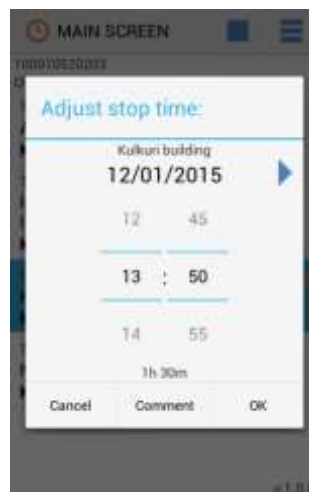 MAIN SCREEN
Adjust stop time:
Kulkuri building
12/01/2015
12 45
13 : 50
14 55
1h 30m
Cancel Comment OK